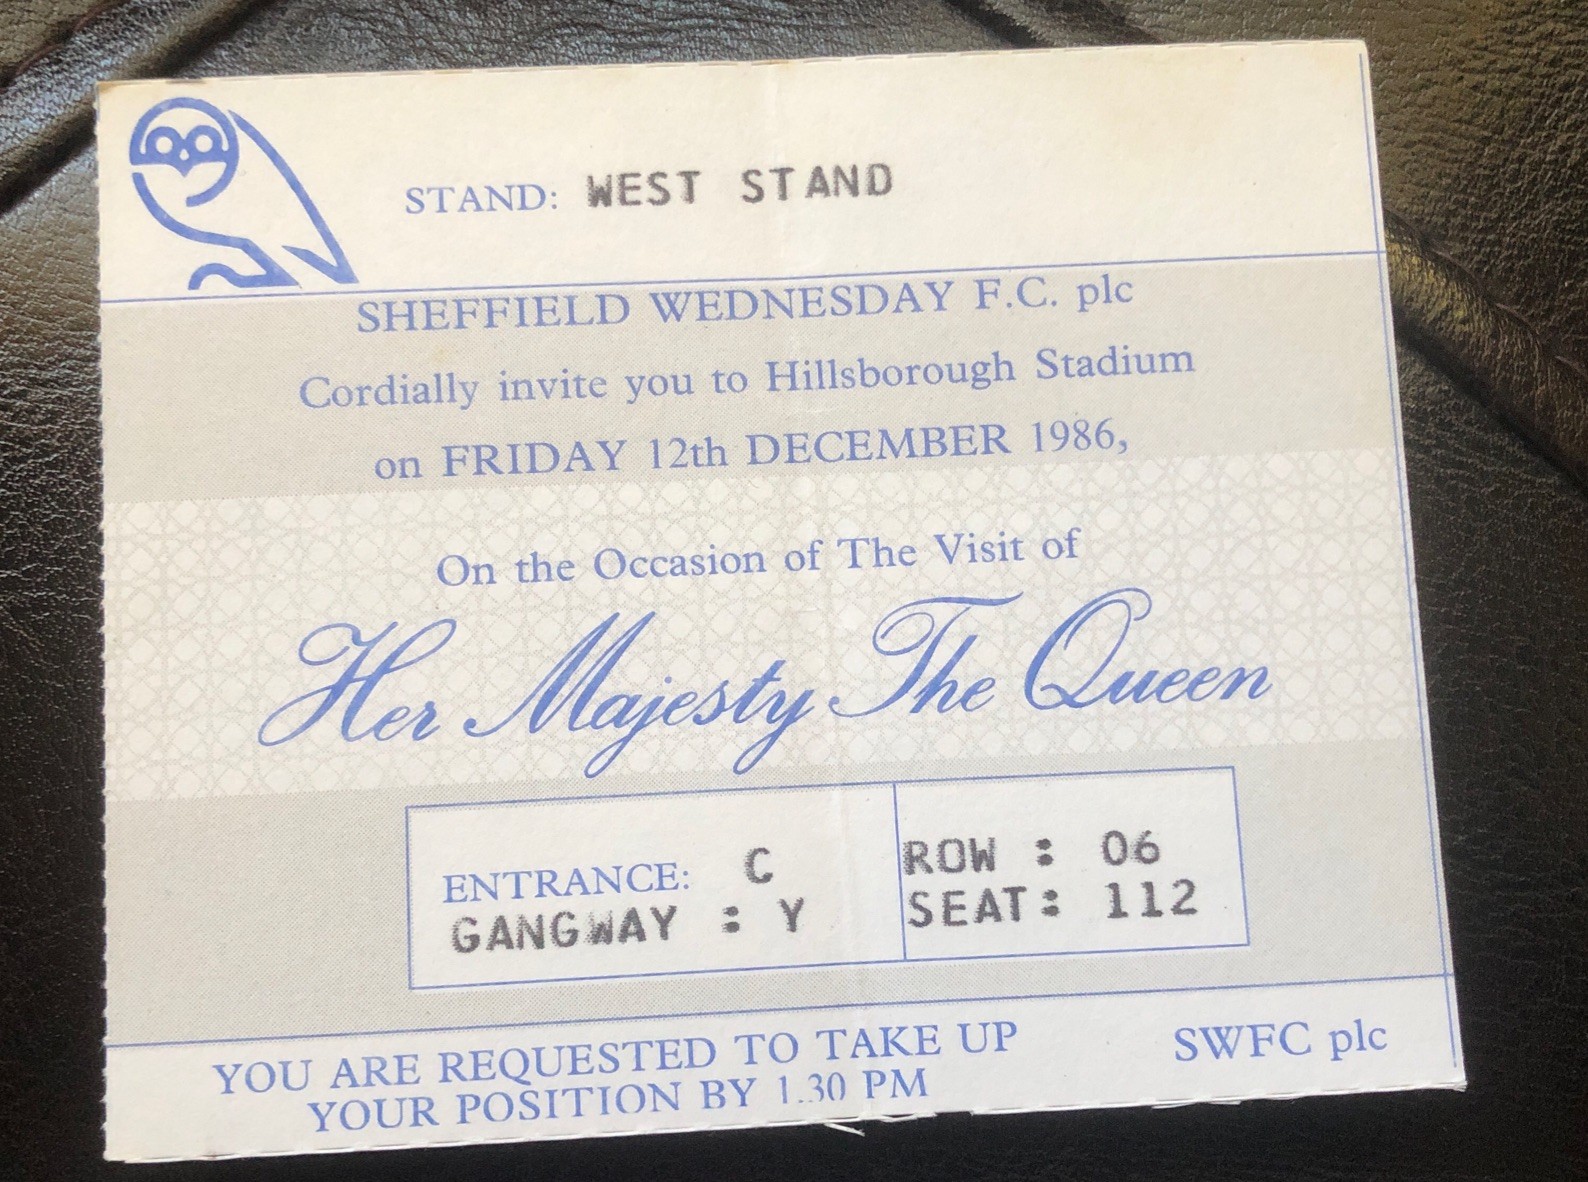 STAND: WEST STAND
SHEFFIELD WEDNESDAY F.C. plc
Cordially invite you to Hillsborough Stadium
on FRIDAY 12th DECEMBER 1986,
On the Occasion of The Visit of
Her Majesty The Queen
ENTRANCE: C
GANGWAY : Y
ROW : 06
SEAT: 112
YOU ARE REQUESTED TO TAKE UP
YOUR POSITION BY 1.30 PM
SWFC plc